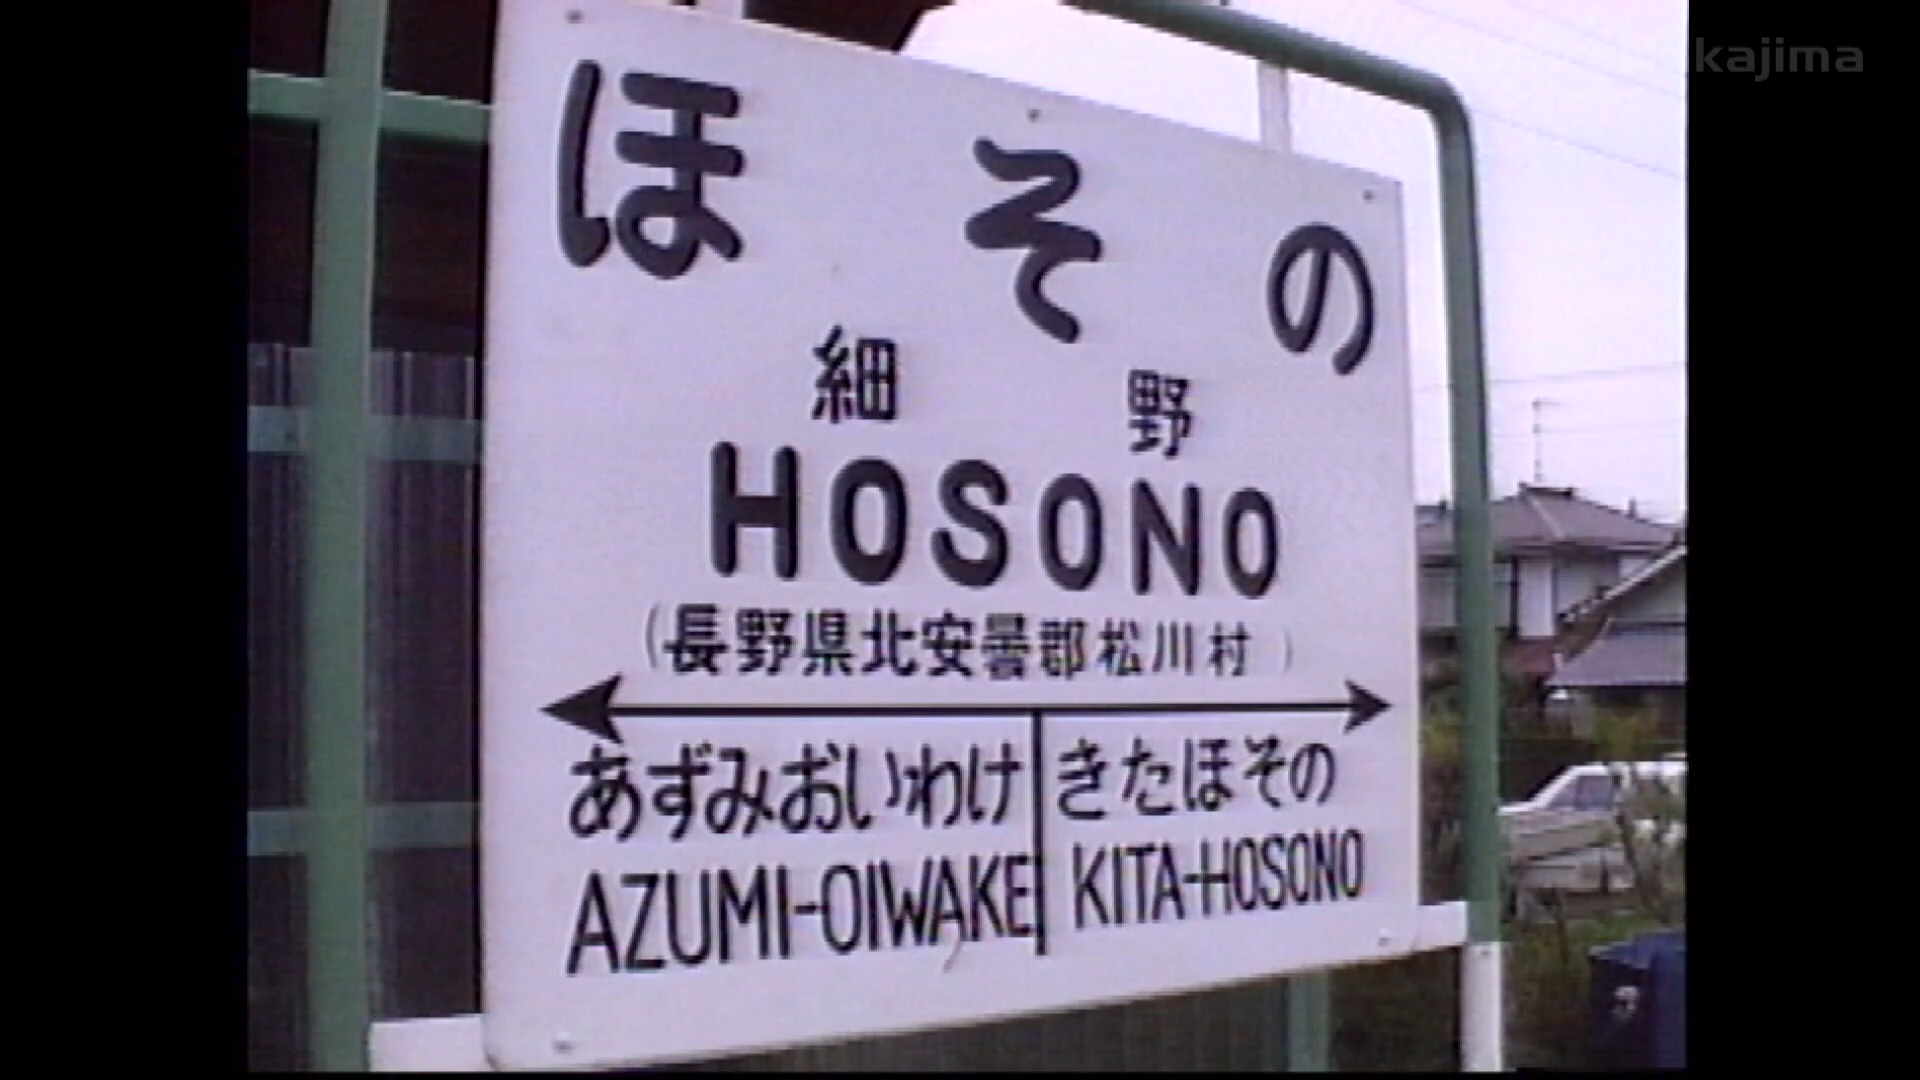 kajima
ほその
細野
HOSONO
(長野県北安曇郡松川村)
あずみおいわけ きたほその
AZUMI-OIWAKE KITA-HOSONO